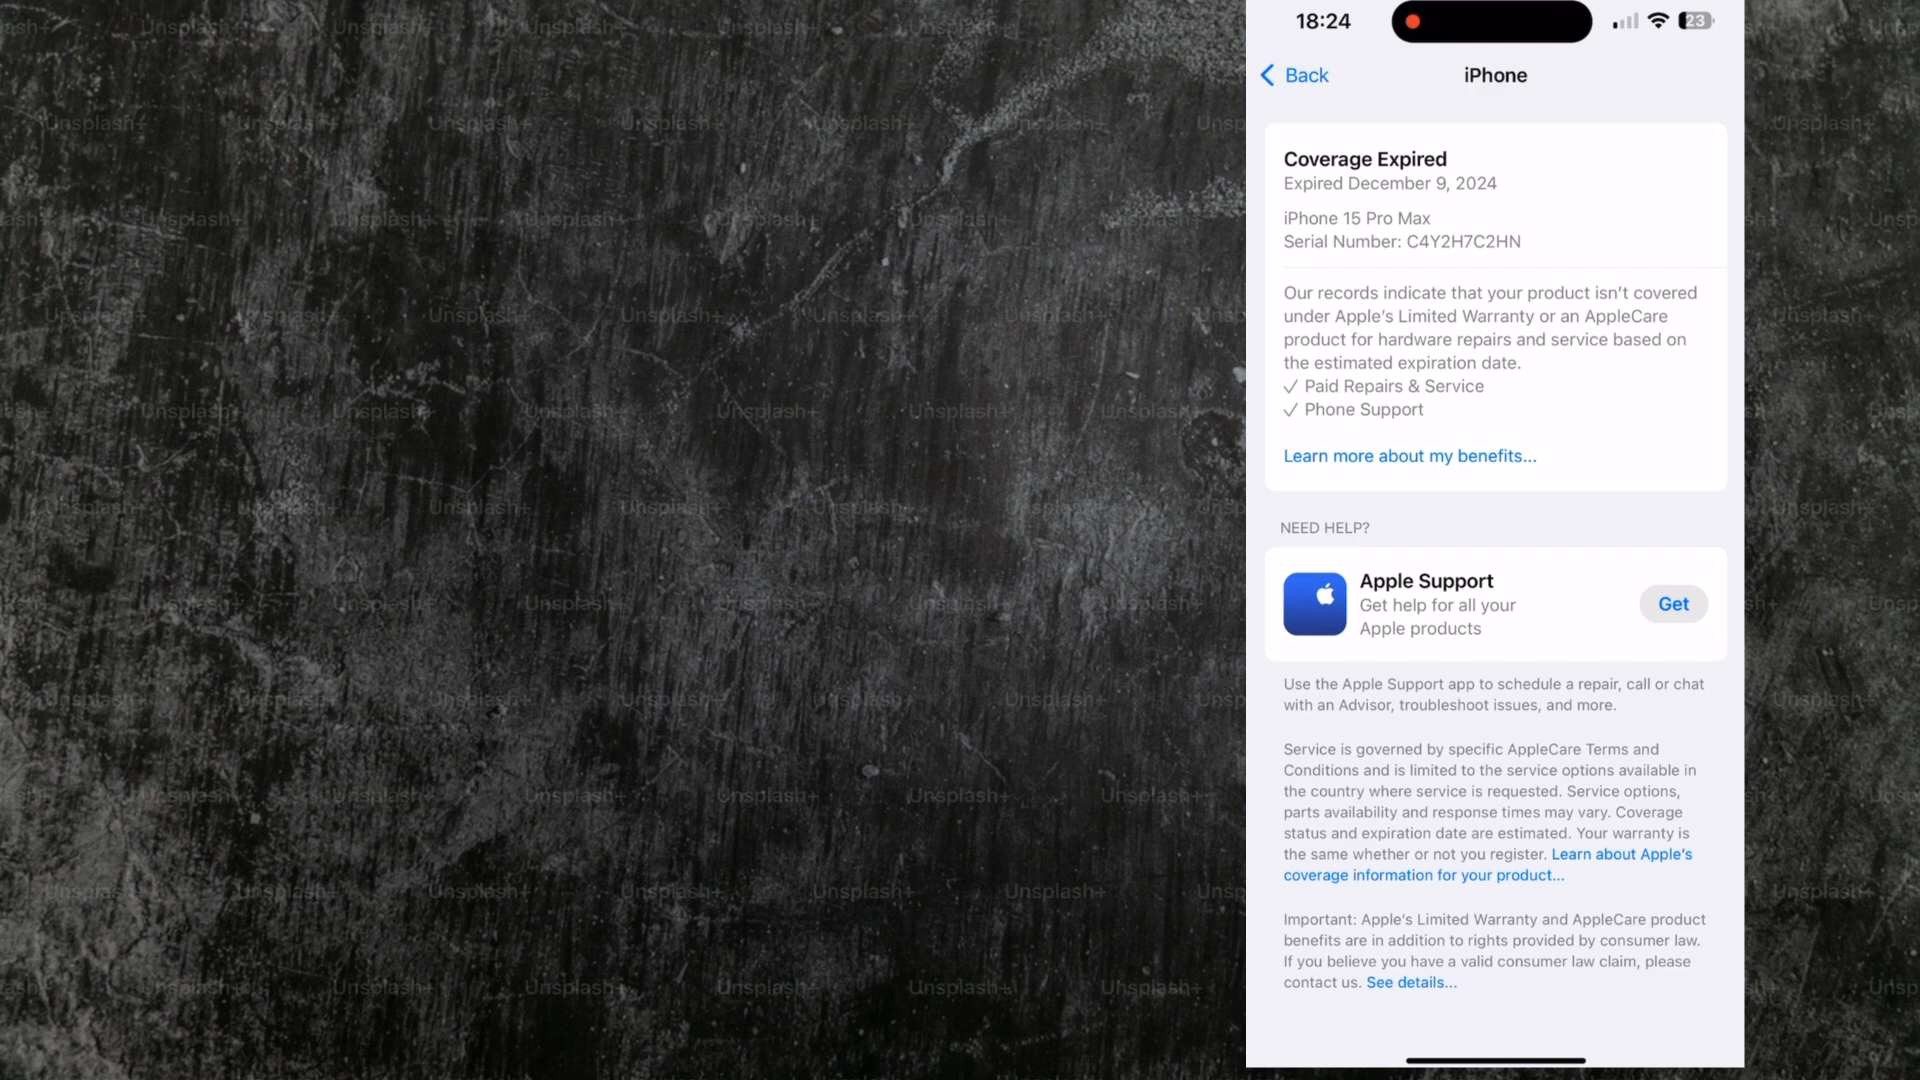 18:24
23
Back
iPhone
Coverage Expired
Expired December 9, 2024
iPhone 15 Pro Max
Serial Number: C4Y2H7C2HN
Our records indicate that your product isn't covered
under Apple's Limited Warranty or an AppleCare
product for hardware repairs and service based on
the estimated expiration date.
✓ Paid Repairs & Service
✓ Phone Support
Learn more about my benefits...
NEED HELP?
Apple Support
Get help for all your
Apple products
Get
Use the Apple Support app to schedule a repair, call or chat
with an Advisor, troubleshoot issues, and more.
Service is governed by specific AppleCare Terms and
Conditions and is limited to the service options available in
the country where service is requested. Service options,
parts availability and response times may vary. Coverage
status and expiration date are estimated. Your warranty is
the same whether or not you register. Learn about Apple's
coverage information for your product...
Important: Apple's Limited Warranty and AppleCare product
benefits are in addition to rights provided by consumer law.
If you believe you have a valid consumer law claim, please
contact us. See details...
Unsplash+